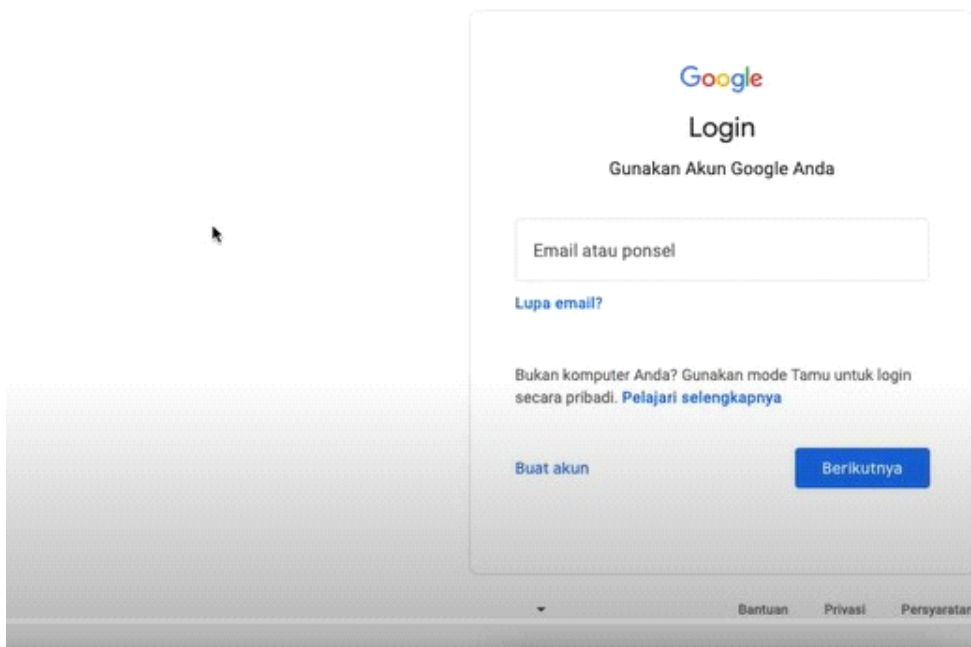 Google
Login
Gunakan Akun Google Anda
Email atau ponsel
Lupa email?
Bukan komputer Anda? Gunakan mode Tamu untuk login
secara pribadi. Pelajari selengkapnya
Buat akun
Berikutnya
Bantuan
Privasi
Persyaratan